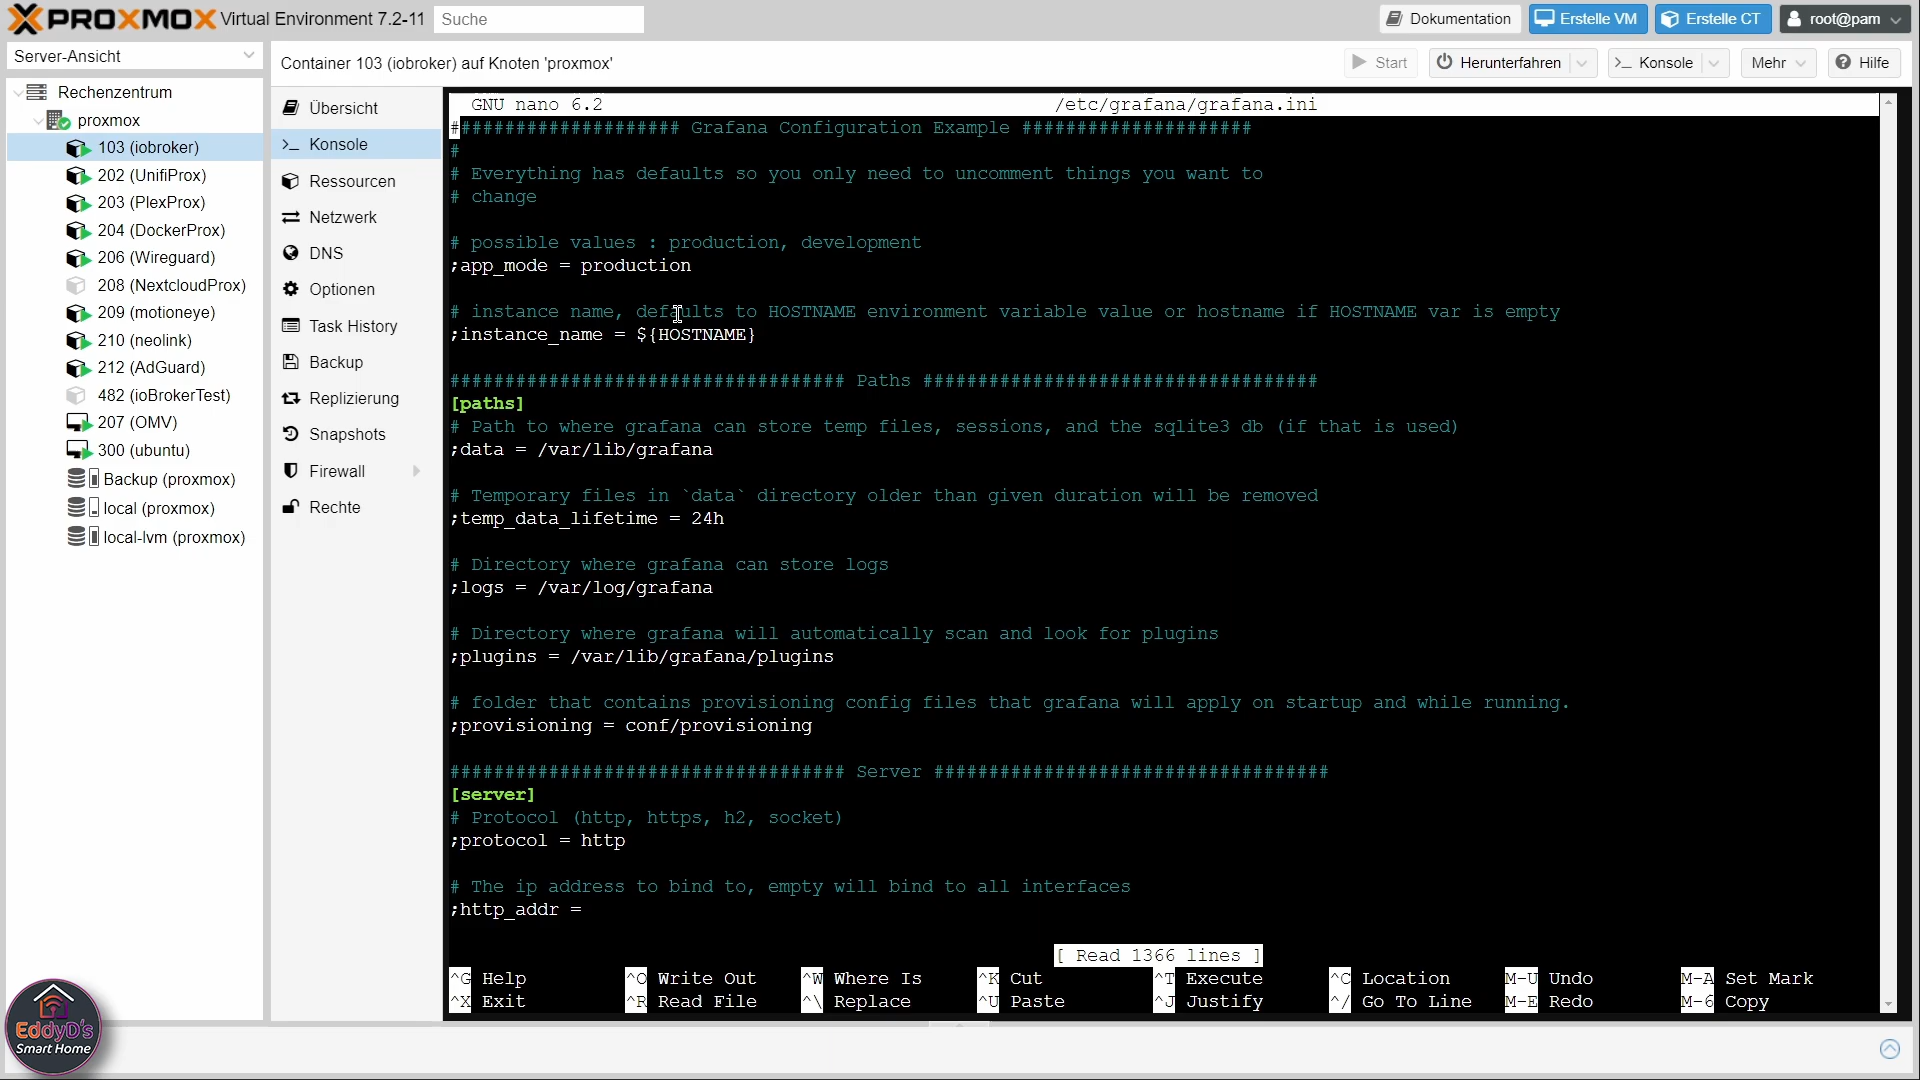 PROXMOX Virtual Environment 7.2-11 Suche Dokumentation Erstelle VM Erstelle CT root@pam
Server-Ansicht
Container 103 (iobroker) auf Knoten 'proxmox' Start Herunterfahren >_ Konsole Mehr Hilfe
Rechenzentrum
proxmox
103 (iobroker)
202 (UnifiProx)
203 (PlexProx)
204 (DockerProx)
206 (Wireguard)
208 (NextcloudProx)
209 (motioneye)
210 (neolink)
212 (AdGuard)
482 (ioBrokerTest)
207 (OMV)
300 (ubuntu)
Backup (proxmox)
local (proxmox)
local-lvm (proxmox)
Übersicht
>_ Konsole
Ressourcen
Netzwerk
DNS
Optionen
Task History
Backup
Replizierung
Snapshots
Firewall
Rechte
GNU nano 6.2 /etc/grafana/grafana.ini
##################### Grafana Configuration Example #####################
#
# Everything has defaults so you only need to uncomment things you want to
# change
# possible values : production, development
;app_mode = production
# instance name, defaults to HOSTNAME environment variable value or hostname if HOSTNAME var is empty
;instance_name = ${HOSTNAME}
#################################### Paths ####################################
[paths]
# Path to where grafana can store temp files, sessions, and the sqlite3 db (if that is used)
;data = /var/lib/grafana
# Temporary files in `data` directory older than given duration will be removed
;temp_data_lifetime = 24h
# Directory where grafana can store logs
;logs = /var/log/grafana
# Directory where grafana will automatically scan and look for plugins
;plugins = /var/lib/grafana/plugins
# folder that contains provisioning config files that grafana will apply on startup and while running.
;provisioning = conf/provisioning
#################################### Server ####################################
[server]
# Protocol (http, https, h2, socket)
;protocol = http
# The ip address to bind to, empty will bind to all interfaces
;http_addr =
[ Read 1366 lines ]
^G Help ^O Write Out ^W Where Is ^K Cut ^T Execute ^C Location M-U Undo M-A Set Mark
^X Exit ^R Read File ^\ Replace ^U Paste ^J Justify ^/ Go To Line M-E Redo M-6 Copy
EddyD's
Smart Home